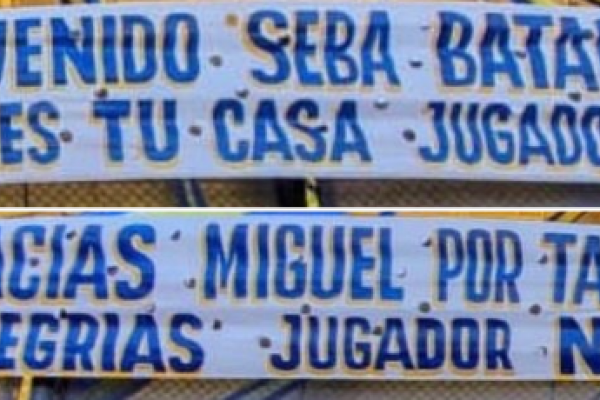 VENIDO SEBA BATA
ES TU CASA JUGADO
ACIAS MIGUEL POR TA
EGRIAS JUGADOR N